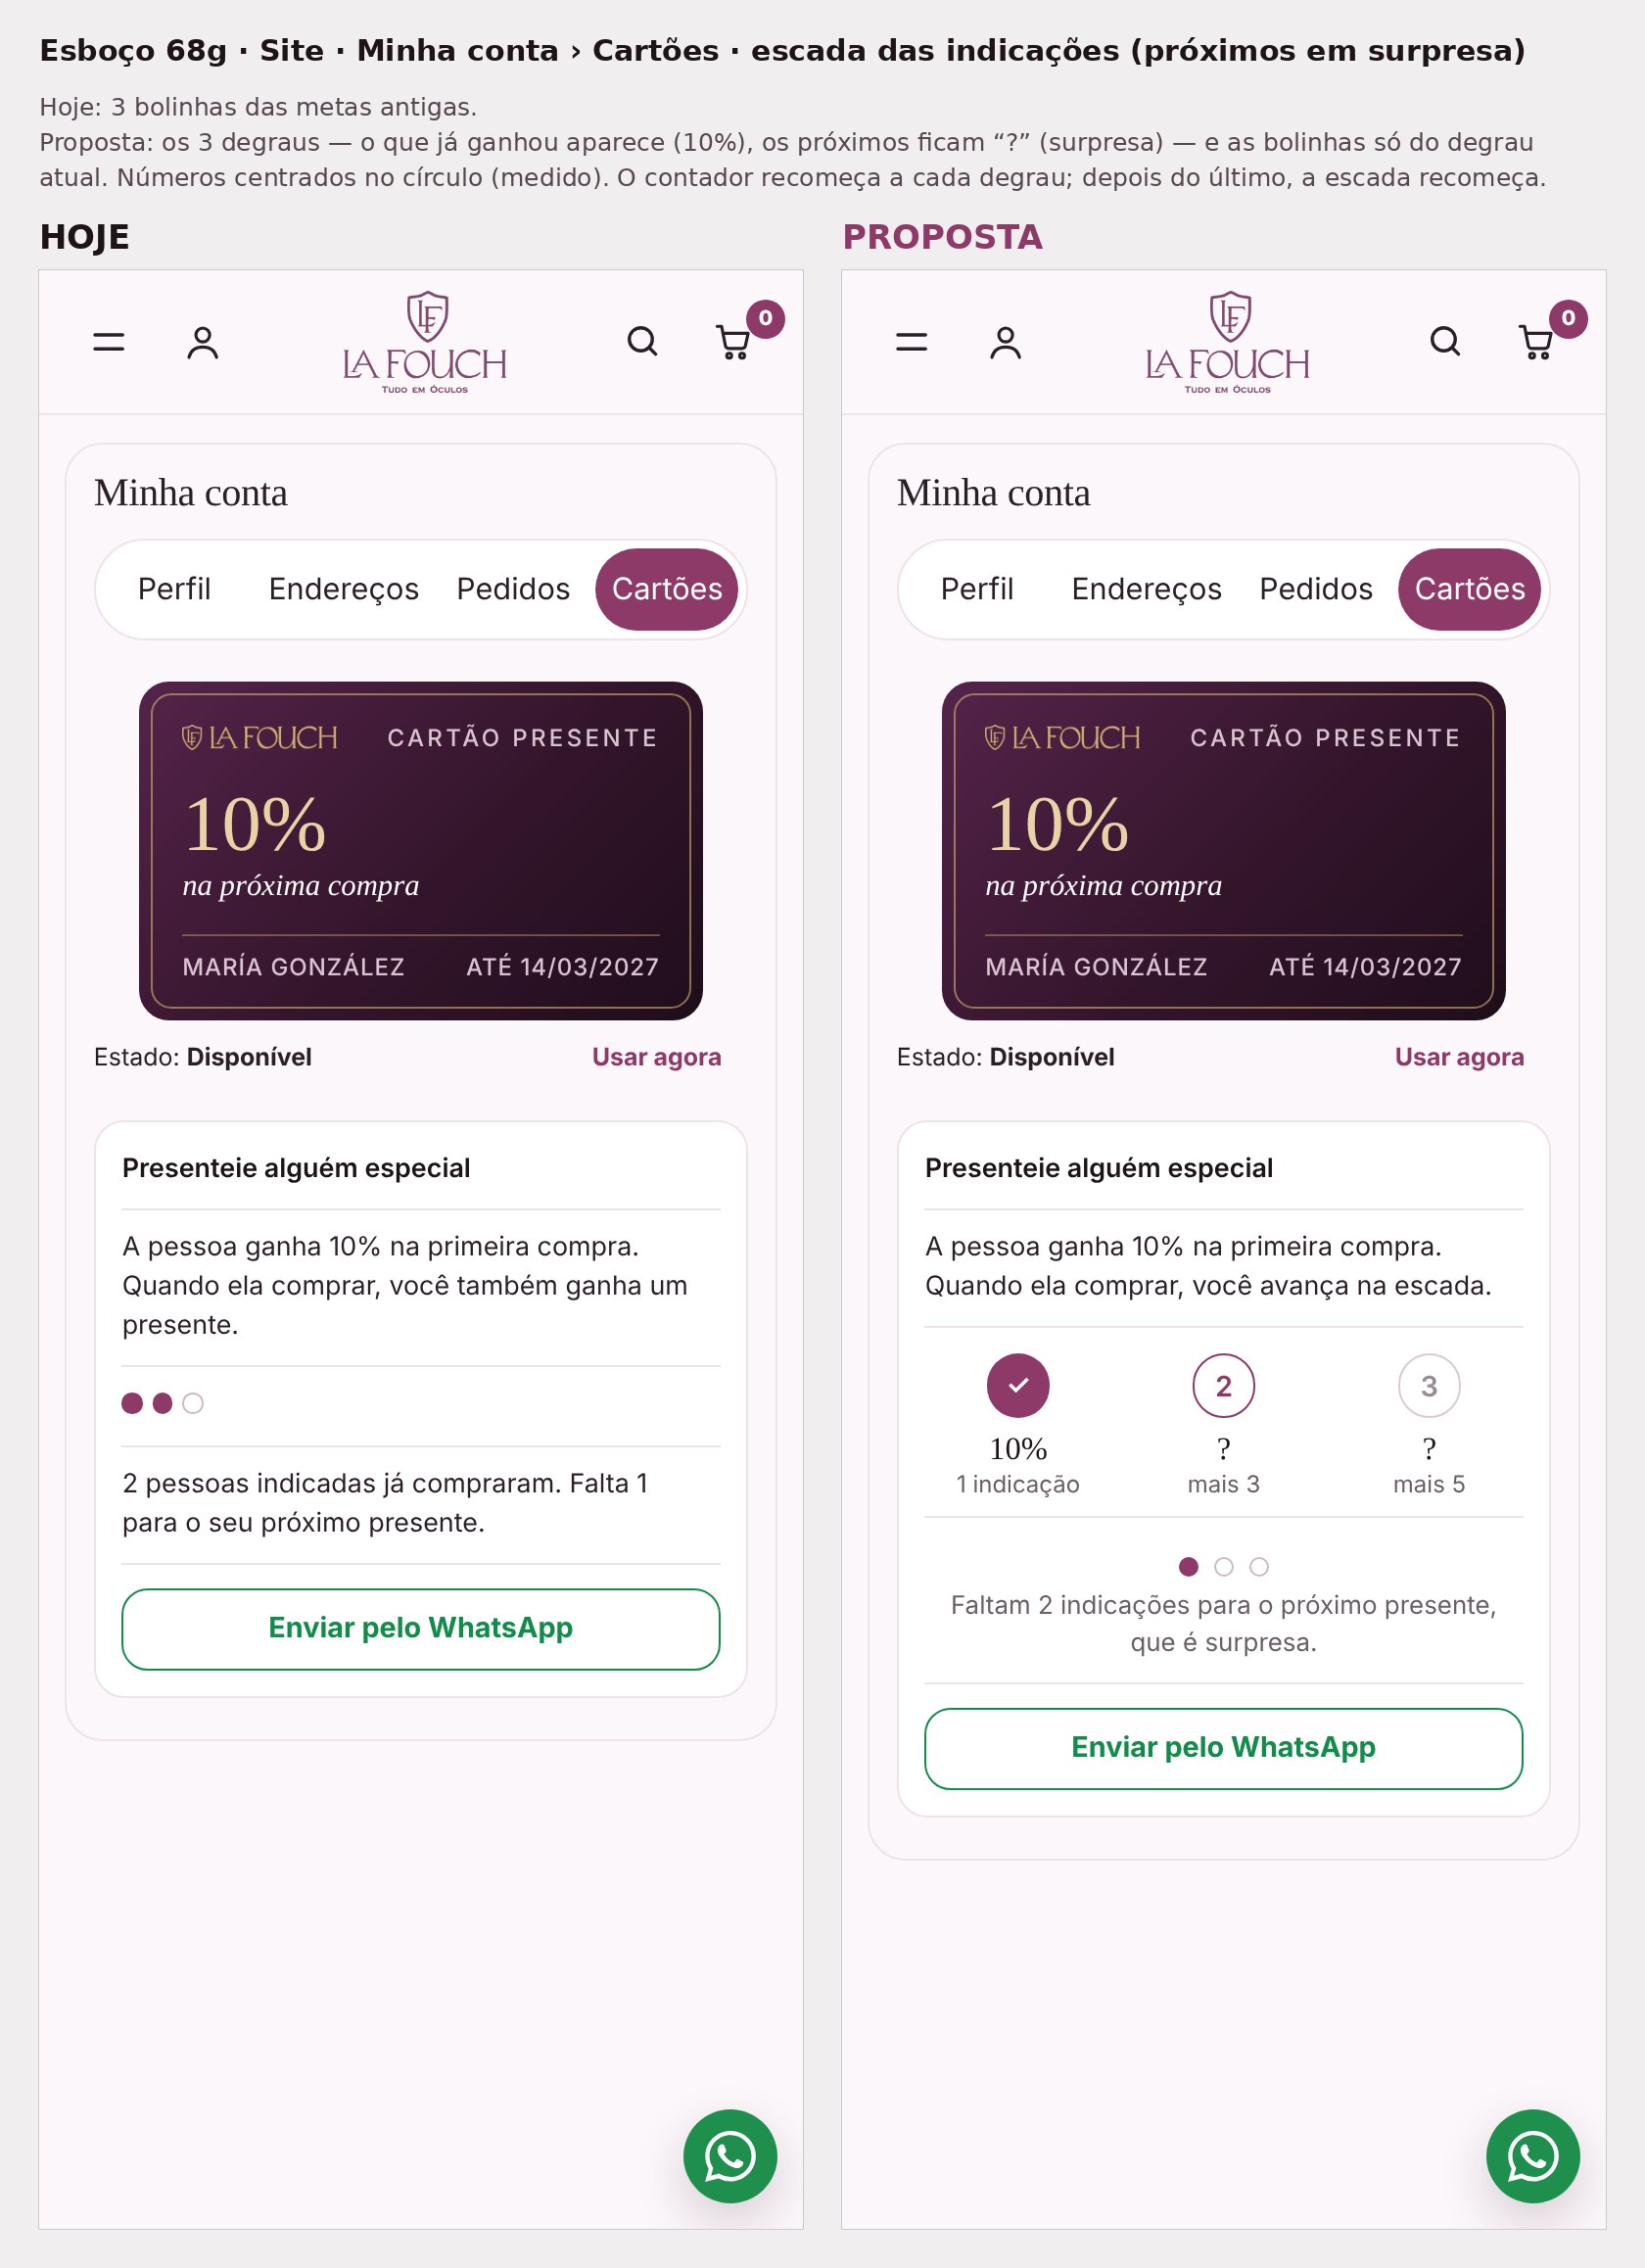 Esboço 68g · Site · Minha conta › Cartões · escada das indicações (próximos em surpresa)
Hoje: 3 bolinhas das metas antigas.
Proposta: os 3 degraus — o que já ganhou aparece (10%), os próximos ficam “?” (surpresa) — e as bolinhas só do degrau
atual. Números centrados no círculo (medido). O contador recomeça a cada degrau; depois do último, a escada recomeça.
HOJE
0
LF
LA FOUCH
Tudo em Óculos
Minha conta
Perfil Endereços Pedidos Cartões
LF LA FOUCH CARTÃO PRESENTE
10%
na próxima compra
MARÍA GONZÁLEZ ATÉ 14/03/2027
Estado: Disponível Usar agora
Presenteie alguém especial
A pessoa ganha 10% na primeira compra.
Quando ela comprar, você também ganha um
presente.
2 pessoas indicadas já compraram. Falta 1
para o seu próximo presente.
Enviar pelo WhatsApp
PROPOSTA
0
LF
LA FOUCH
Tudo em Óculos
Minha conta
Perfil Endereços Pedidos Cartões
LF LA FOUCH CARTÃO PRESENTE
10%
na próxima compra
MARÍA GONZÁLEZ ATÉ 14/03/2027
Estado: Disponível Usar agora
Presenteie alguém especial
A pessoa ganha 10% na primeira compra.
Quando ela comprar, você avança na escada.
2 3
10% ? ?
1 indicação mais 3 mais 5
Faltam 2 indicações para o próximo presente,
que é surpresa.
Enviar pelo WhatsApp